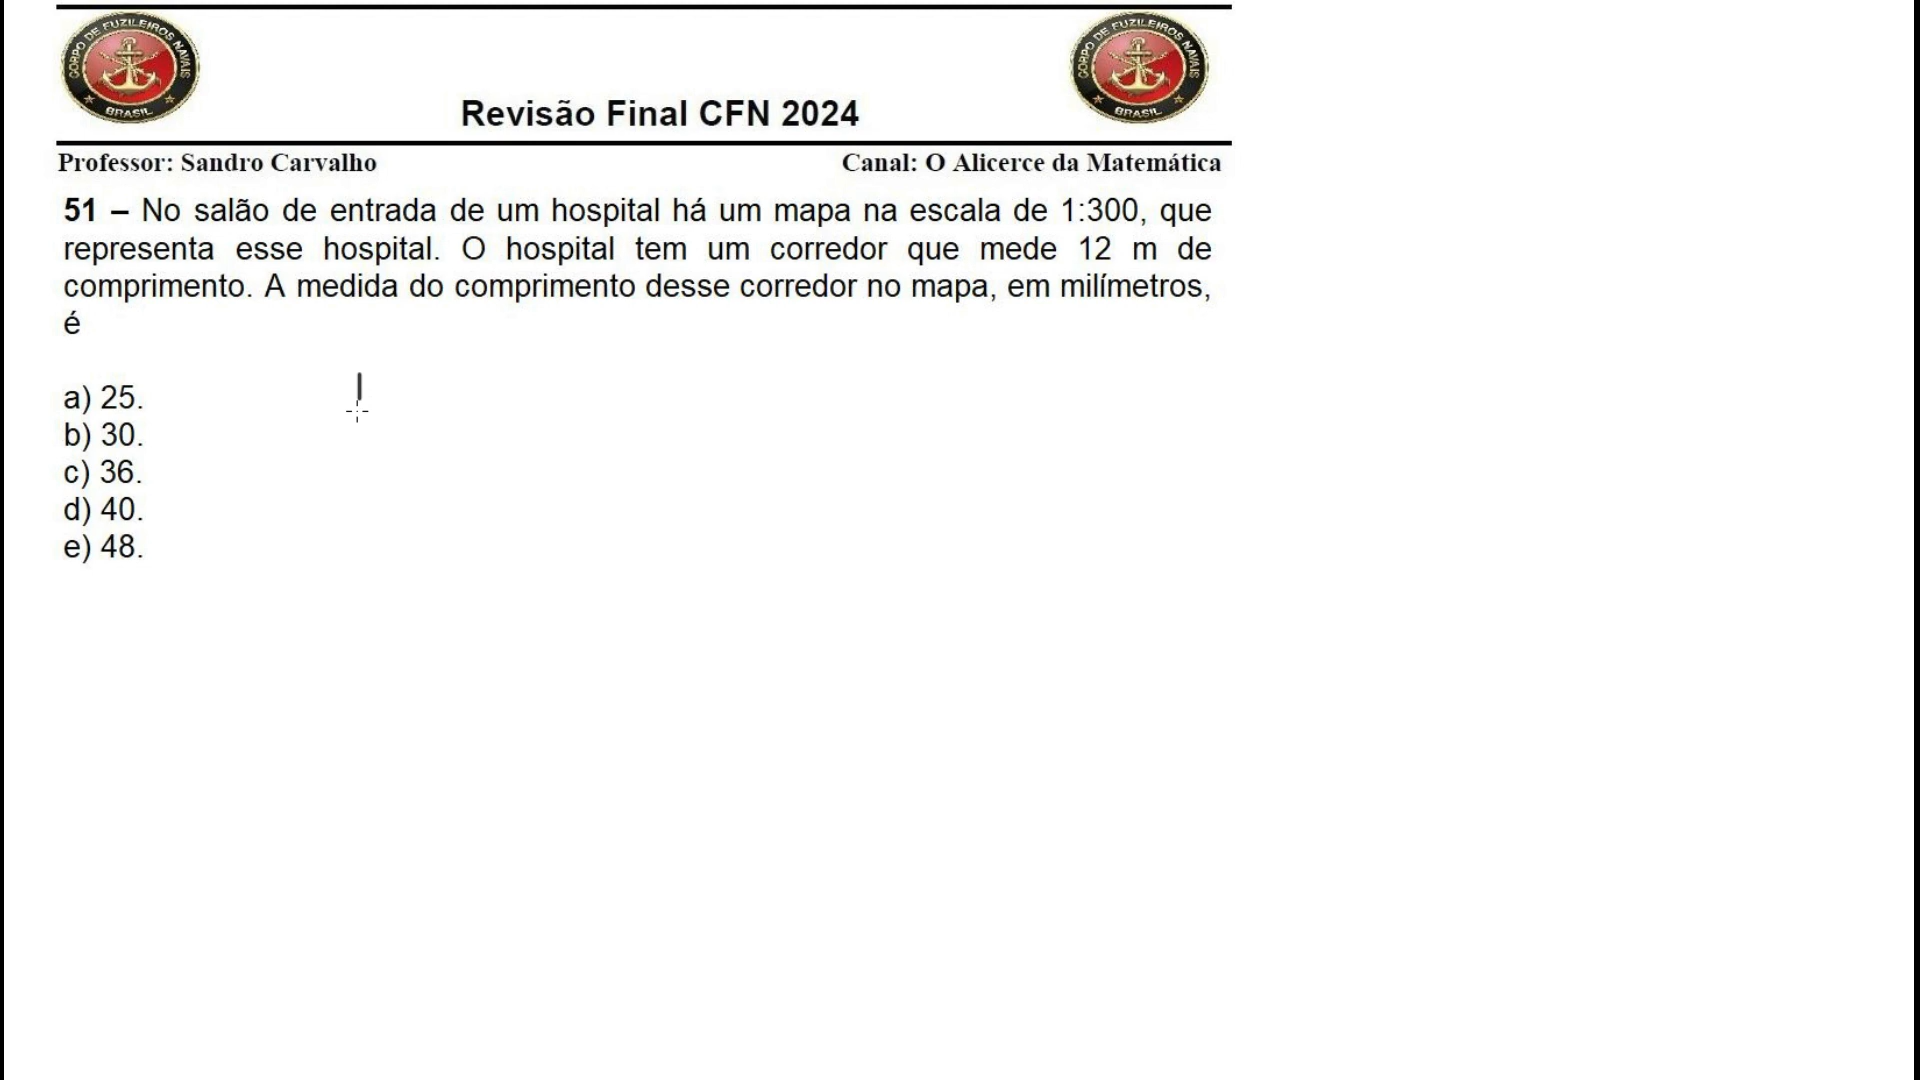 CORPO DE FUZILEIROS NAVAIS
BRASIL
CORPO DE FUZILEIROS NAVAIS
BRASIL
Revisão Final CFN 2024
Professor: Sandro Carvalho
Canal: O Alicerce da Matemática
51 – No salão de entrada de um hospital há um mapa na escala de 1:300, que
representa esse hospital. O hospital tem um corredor que mede 12 m de
comprimento. A medida do comprimento desse corredor no mapa, em milímetros,
é
a) 25.
b) 30.
c) 36.
d) 40.
e) 48.